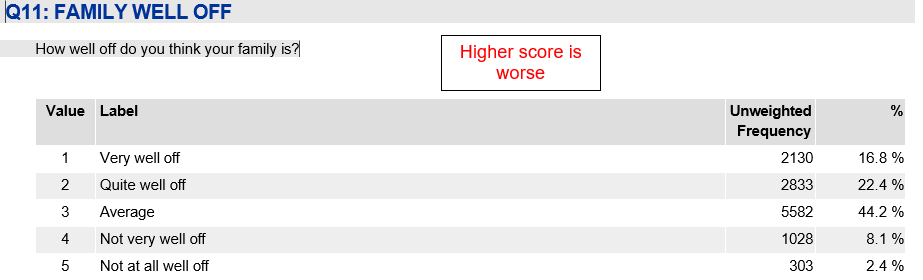 Q11: FAMILY WELL OFF
How well off do you think your family is?
Higher score is
worse
Value Label Unweighted Frequency %
1 Very well off 2130 16.8 %
2 Quite well off 2833 22.4 %
3 Average 5582 44.2 %
4 Not very well off 1028 8.1 %
5 Not at all well off 303 2.4 %